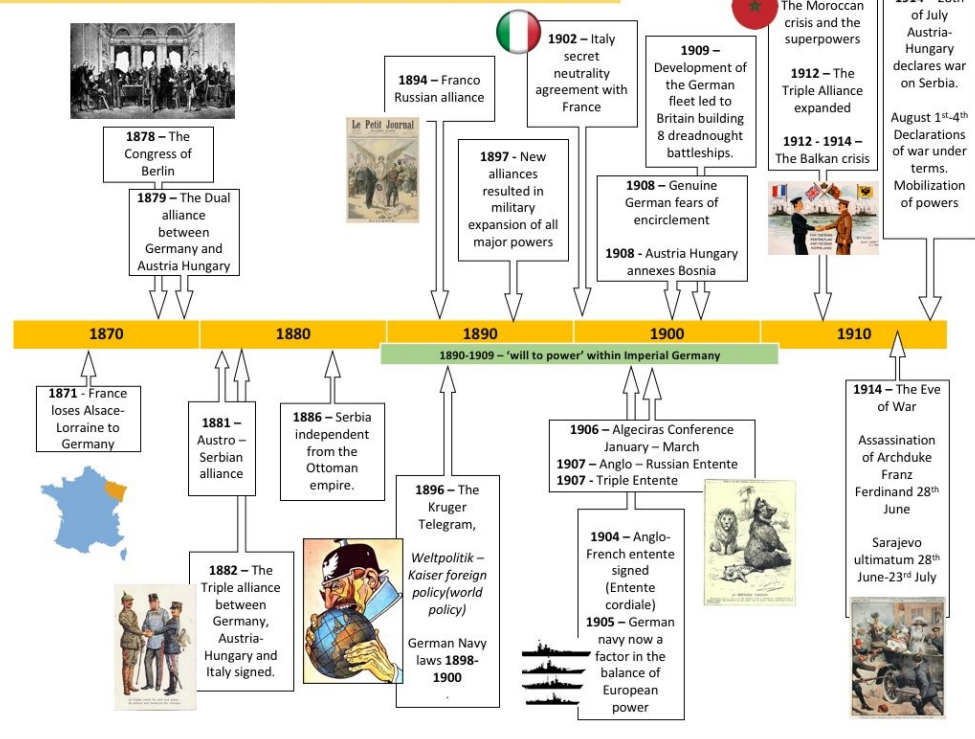 1878 – The
Congress of
Berlin
1879 – The Dual
alliance
between
Germany and
Austria Hungary
1894 – Franco
Russian alliance
Le Petit Journal
1897 - New
alliances
resulted in
military
expansion of all
major powers
1902 – Italy
secret
neutrality
agreement with
France
1909 –
Development of
the German
fleet led to
Britain building
8 dreadnought
battleships.
1908 – Genuine
German fears of
encirclement
1908 - Austria Hungary
annexes Bosnia
The Moroccan
crisis and the
superpowers
1912 – The
Triple Alliance
expanded
1912 - 1914 –
The Balkan crisis
of July
Austria-
Hungary
declares war
on Serbia.
August 1st-4th
Declarations
of war under
terms.
Mobilization
of powers
1870
1880
1890
1900
1910
1890-1909 – ‘will to power’ within Imperial Germany
1871 - France
loses Alsace-
Lorraine to
Germany
1881 –
Austro –
Serbian
alliance
1882 – The
Triple alliance
between
Germany,
Austria-
Hungary and
Italy signed.
1886 – Serbia
independent
from the
Ottoman
empire.
1896 – The
Kruger
Telegram,
Weltpolitik –
Kaiser foreign
policy(world
policy)
German Navy
laws 1898-
1900
.
1906 – Algeciras Conference
January – March
1907 – Anglo – Russian Entente
1907 - Triple Entente
1904 – Anglo-
French entente
signed
(Entente
cordiale)
1905 – German
navy now a
factor in the
balance of
European
power
1914 – The Eve
of War
Assassination
of Archduke
Franz
Ferdinand 28th
June
Sarajevo
ultimatum 28th
June-23rd July